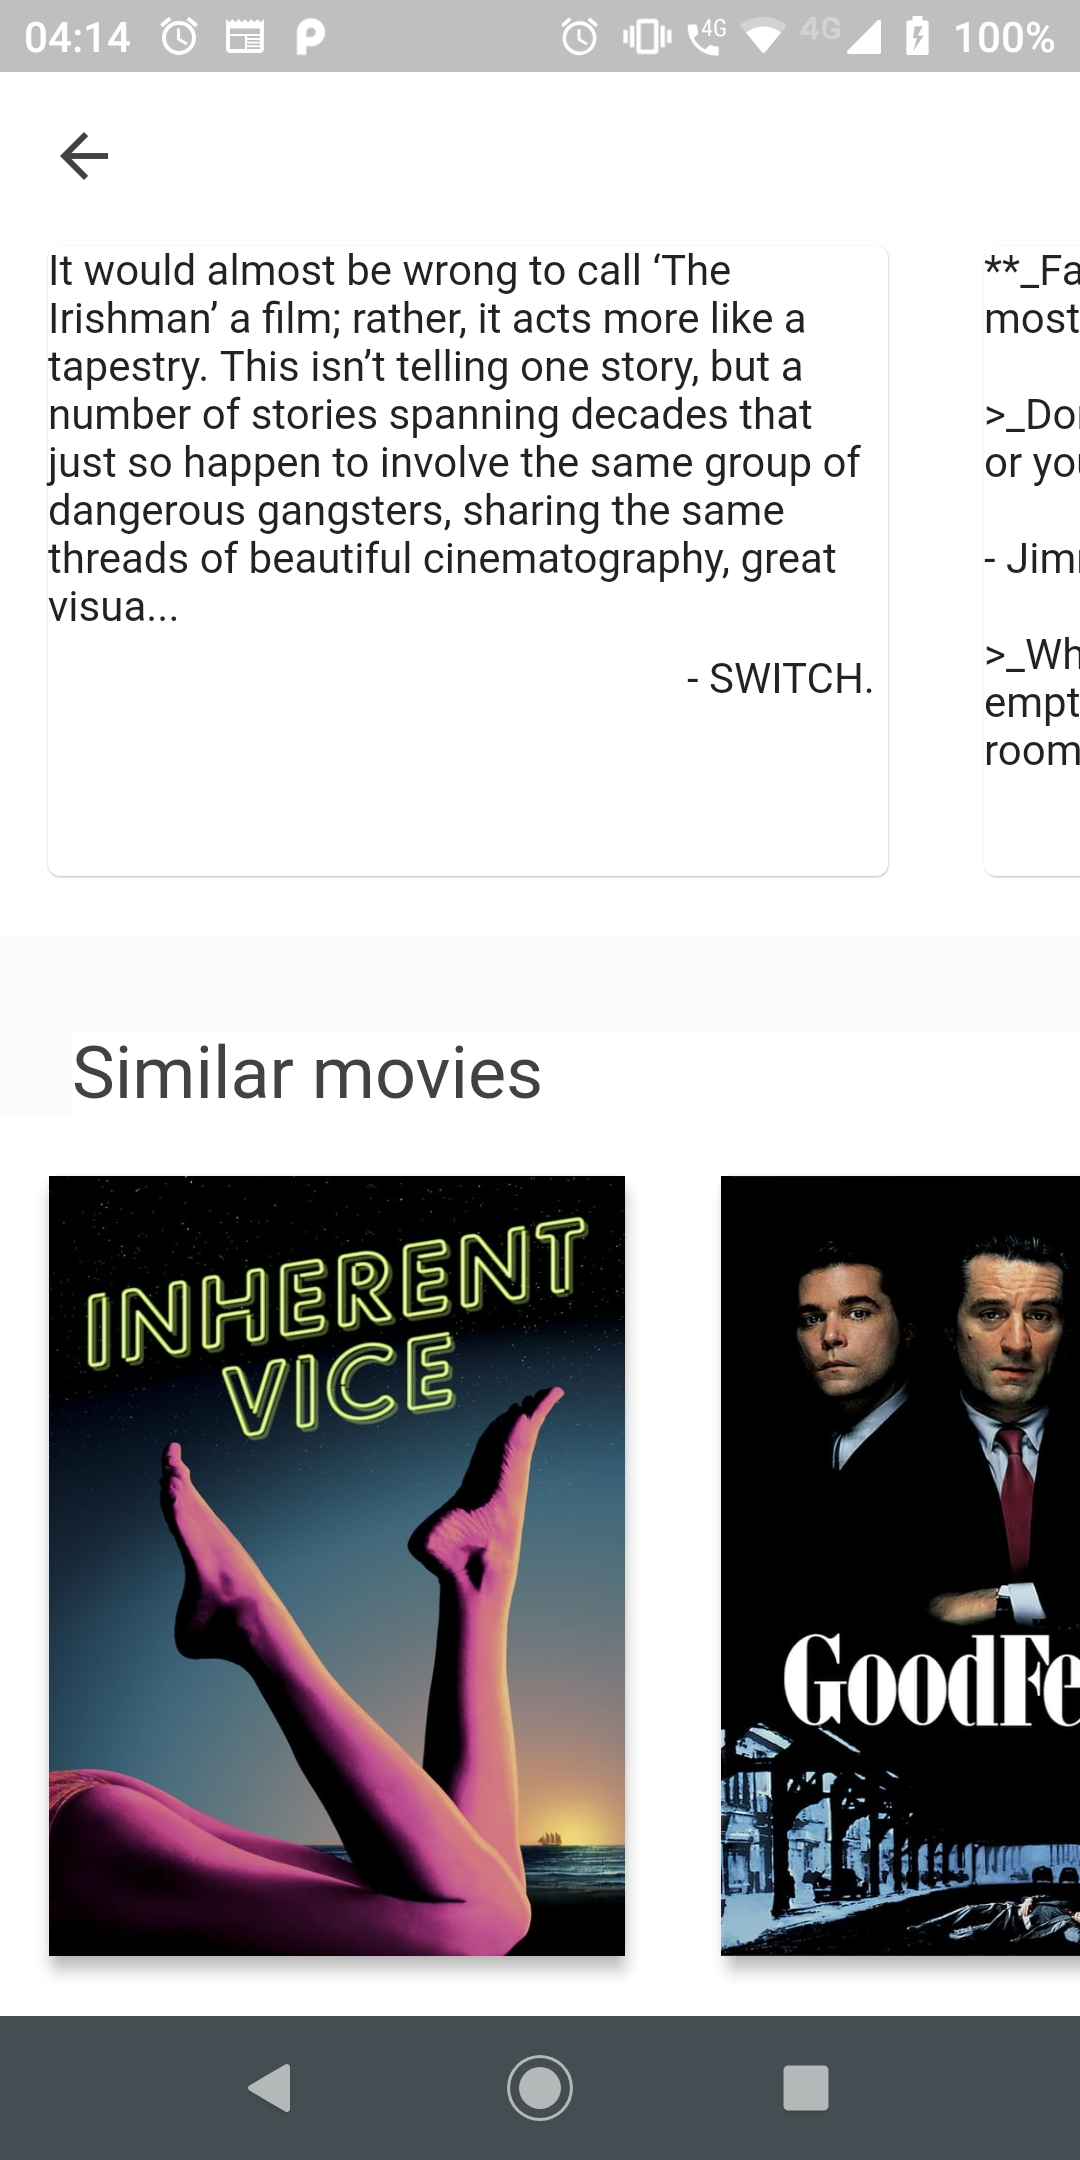 04:14 4G 4G 100%
It would almost be wrong to call ‘The
Irishman’ a film; rather, it acts more like a
tapestry. This isn’t telling one story, but a
number of stories spanning decades that
just so happen to involve the same group of
dangerous gangsters, sharing the same
threads of beautiful cinematography, great
visua...
- SWITCH.
**_Fa
most
>_Do
or you
- Jim
>_Wh
empt
room
Similar movies
INHERENT
VICE
GoodFe